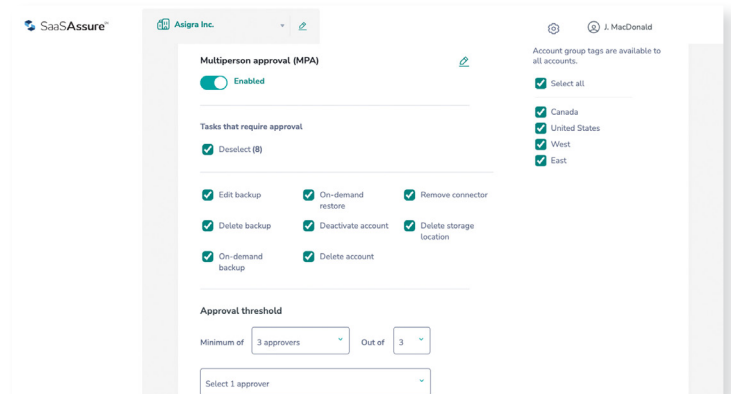 SaaSAssure™
Asigra Inc.
J. MacDonald
Multiperson approval (MPA)
Enabled
Tasks that require approval
Deselect (8)
Edit backup
On-demand
restore
Remove connector
Delete backup
Deactivate account
Delete storage
location
On-demand
backup
Delete account
Approval threshold
Minimum of
3 approvers
Out of
3
Select 1 approver
Account group tags are available to
all accounts.
Select all
Canada
United States
West
East